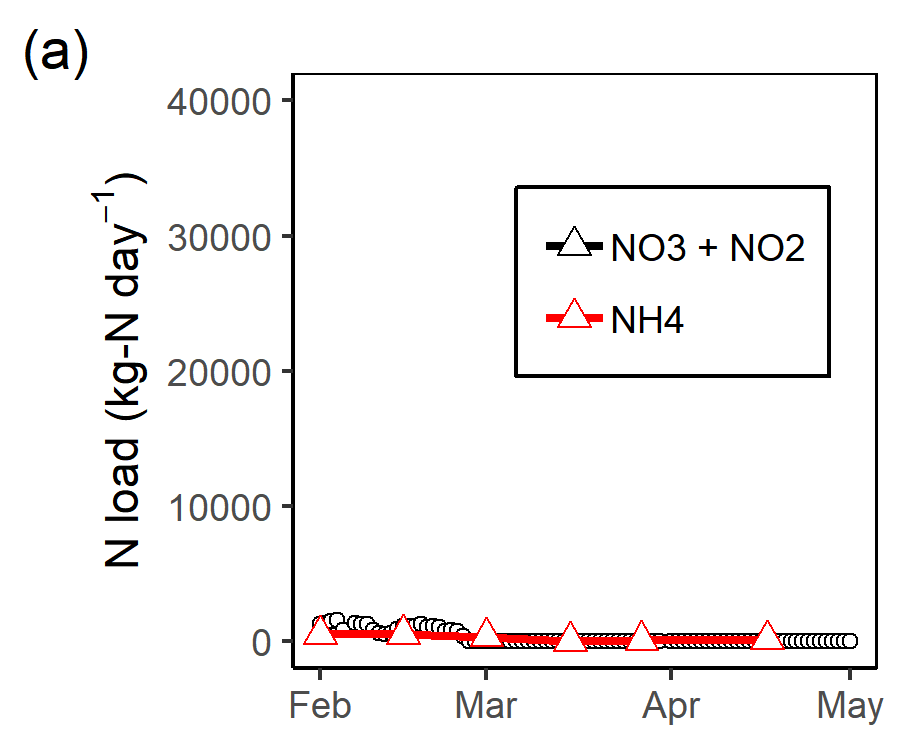 (a)
N load (kg-N day⁻¹)
40000
30000
20000
10000
0
NO3 + NO2
NH4
Feb Mar Apr May